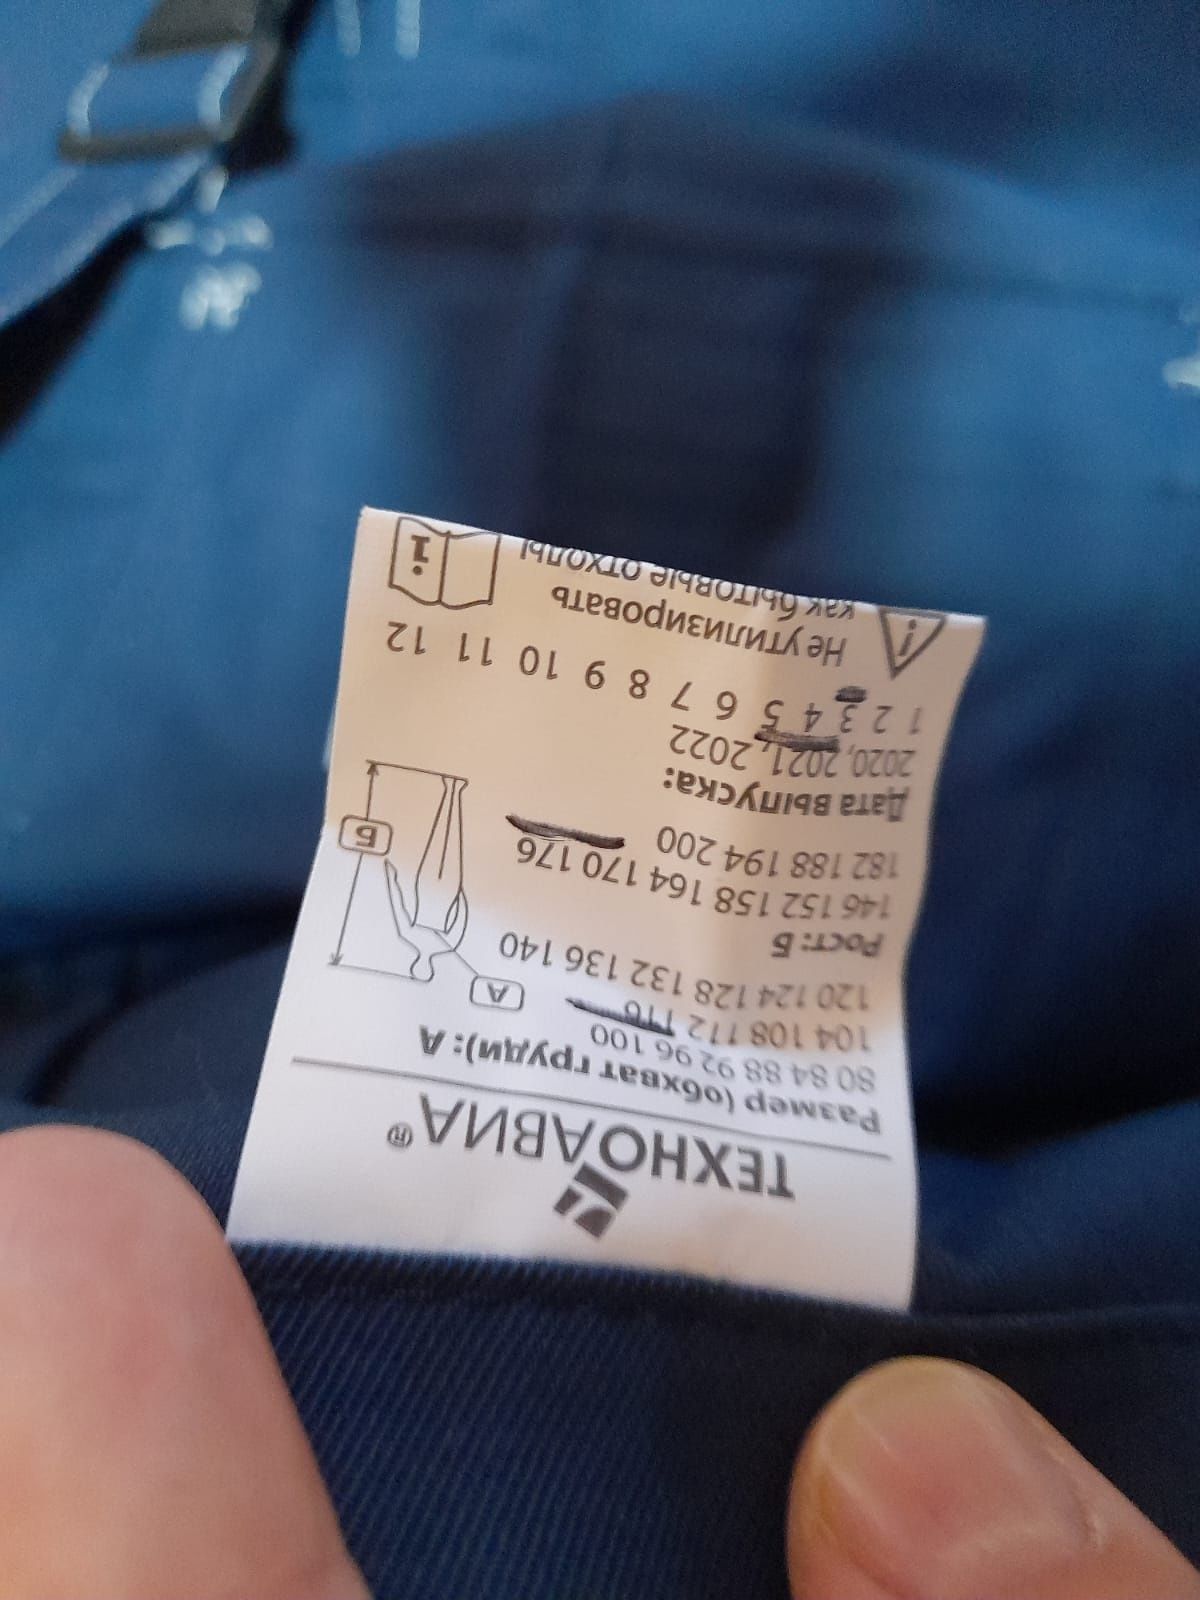 ТЕХНОАВИА®
Размер (обхват груди): А
80 84 88 92 96 100
104 108 112 116
120 124 128 132 136 140
А
Рост: Б
146 152 158 164 170 176
182 188 194 200
Б
Дата выпуска:
2020, 2021, 2022
1 2 3 4 5 6 7 8 9 10 11 12
Не утилизировать
как бытовые отходы
i
i